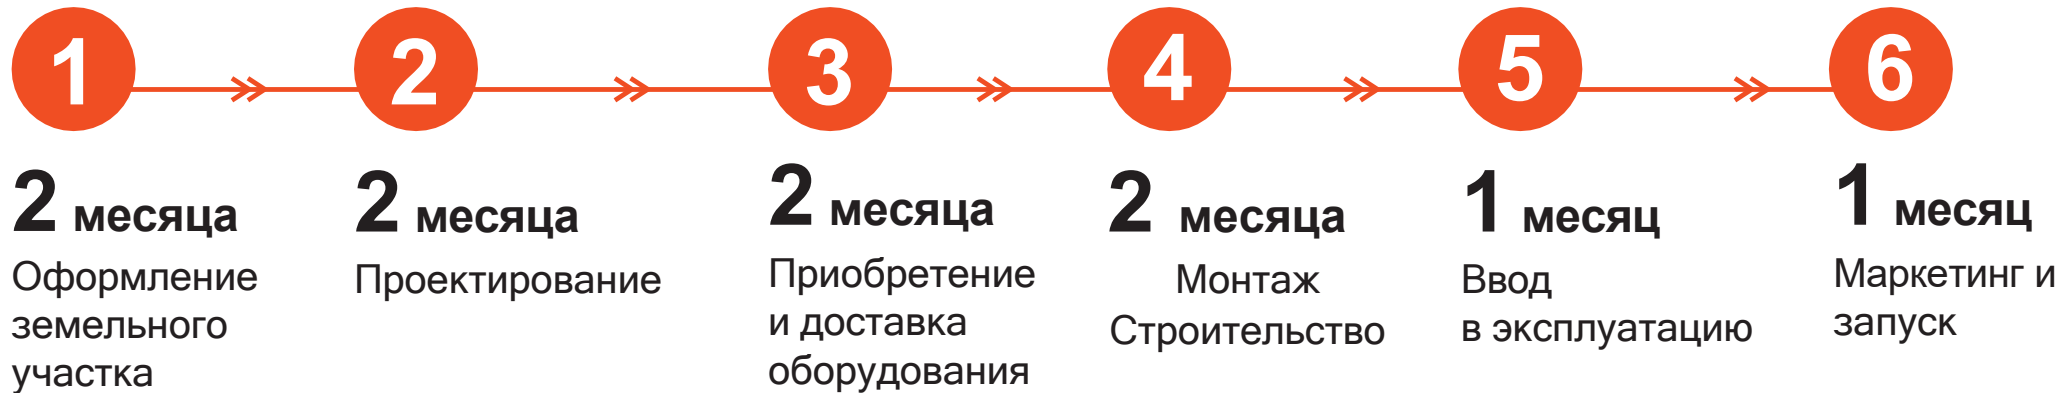 1
2 месяца
Оформление
земельного
участка
2
2 месяца
Проектирование
3
2 месяца
Приобретение
и доставка
оборудования
4
2 месяца
Монтаж
Строительство
5
1 месяц
Ввод
в эксплуатацию
6
1 месяц
Маркетинг и
запуск